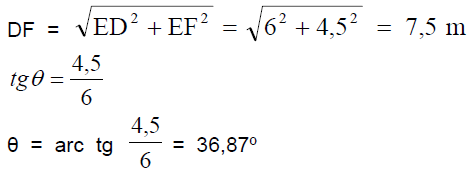 DF = √(ED² + EF²) = √(6² + 4,5²) = 7,5 m
tgθ = 4,5/6
θ = arc tg 4,5/6 = 36,87º